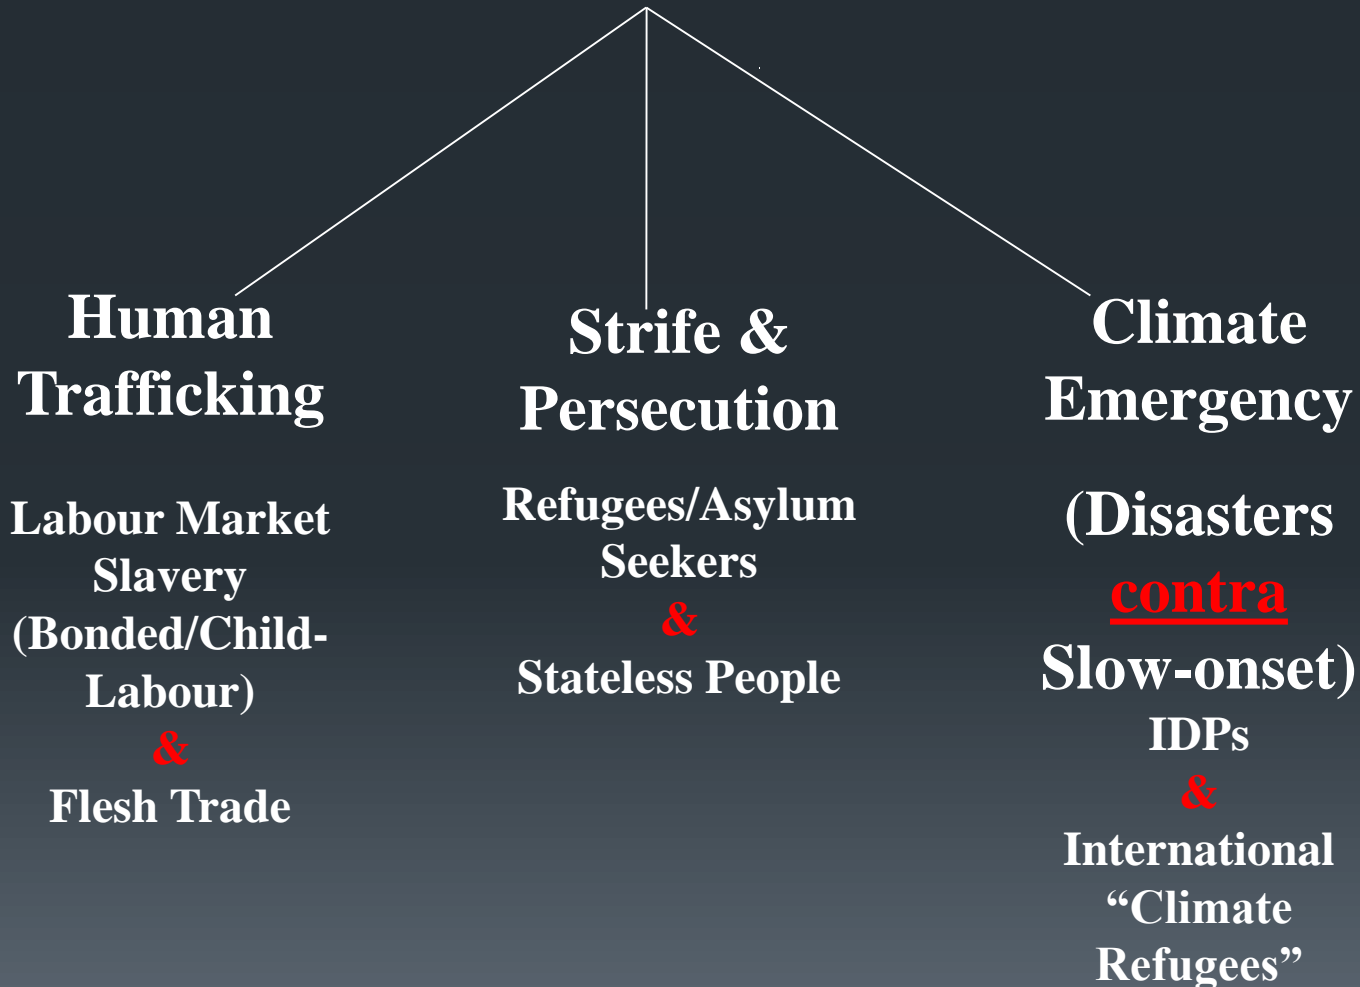 Human
Trafficking
Labour Market
Slavery
(Bonded/Child-
Labour)
&
Flesh Trade
Strife &
Persecution
Refugees/Asylum
Seekers
&
Stateless People
Climate
Emergency
(Disasters
contra
Slow-onset)
IDPs
&
International
“Climate
Refugees”